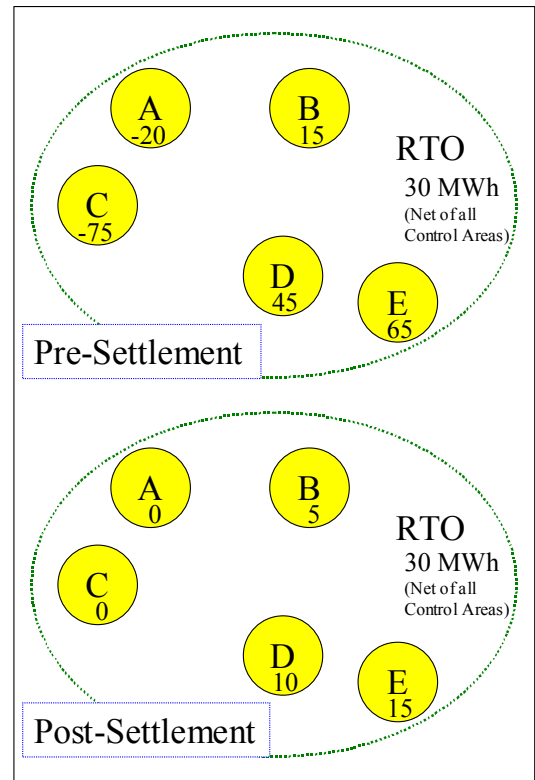 A
-20
B
15
RTO
30 MWh
(Net of all
Control Areas)
C
-75
D
45
E
65
Pre-Settlement
A
0
B
5
RTO
30 MWh
(Net of all
Control Areas)
C
0
D
10
E
15
Post-Settlement